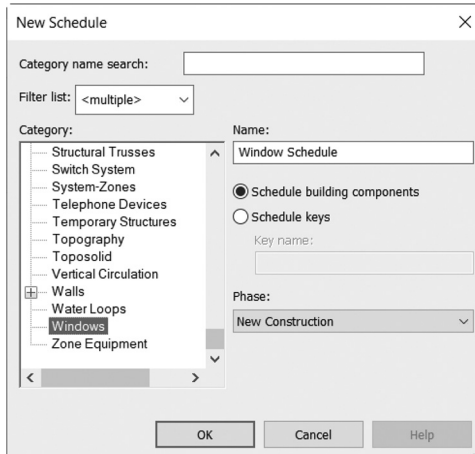 New Schedule
Category name search:
Filter list: <multiple>
Category:
Structural Trusses
Switch System
System-Zones
Telephone Devices
Temporary Structures
Topography
Toposolid
Vertical Circulation
Walls
Water Loops
Windows
Zone Equipment
Name:
Window Schedule
Schedule building components
Schedule keys
Key name:
Phase:
New Construction
OK Cancel Help